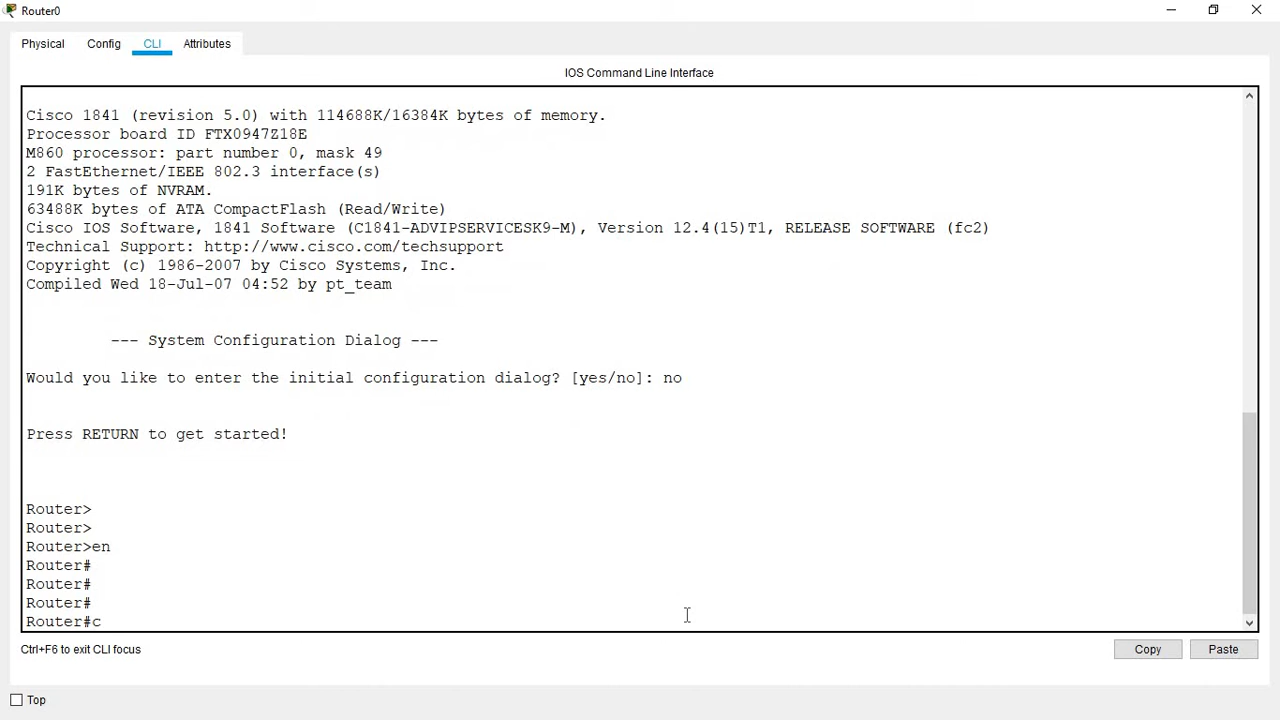 Router0
Physical Config CLI Attributes
IOS Command Line Interface
Cisco 1841 (revision 5.0) with 114688K/16384K bytes of memory.
Processor board ID FTX0947Z18E
M860 processor: part number 0, mask 49
2 FastEthernet/IEEE 802.3 interface(s)
191K bytes of NVRAM.
63488K bytes of ATA CompactFlash (Read/Write)
Cisco IOS Software, 1841 Software (C1841-ADVIPSERVICESK9-M), Version 12.4(15)T1, RELEASE SOFTWARE (fc2)
Technical Support: http://www.cisco.com/techsupport
Copyright (c) 1986-2007 by Cisco Systems, Inc.
Compiled Wed 18-Jul-07 04:52 by pt_team
--- System Configuration Dialog ---
Would you like to enter the initial configuration dialog? [yes/no]: no
Press RETURN to get started!
Router>
Router>
Router>en
Router#
Router#
Router#
Router#c
Ctrl+F6 to exit CLI focus
Copy Paste
Top